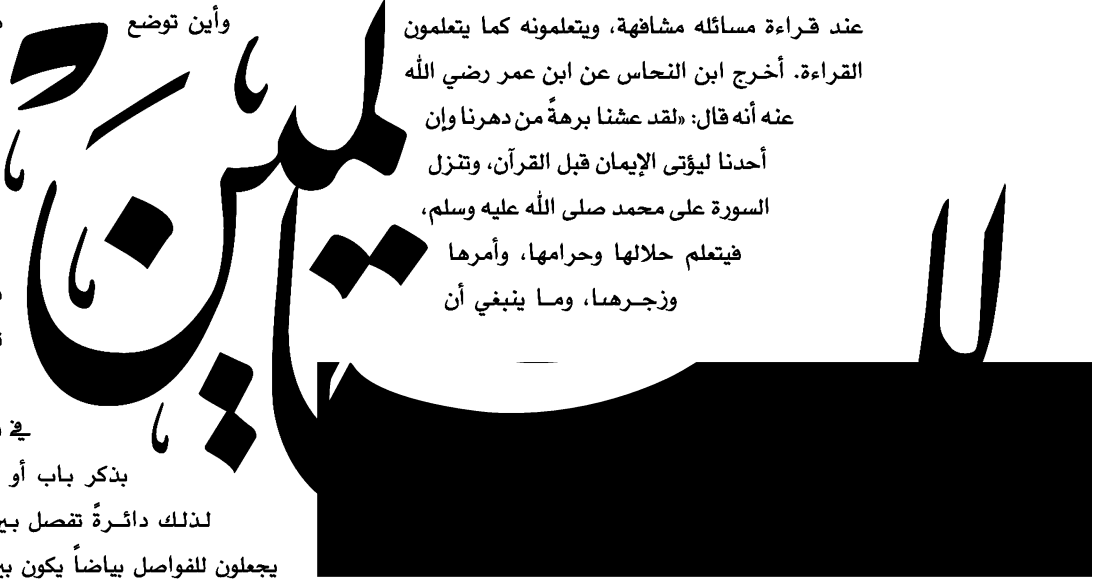 عند قراءة مسائله مشافهة، ويتعلمونه كما يتعلمون
القراءة. أخرج ابن النحاس عن ابن عمر رضي الله
عنه أنه قال: «لقد عشنا برهةً من دهرنا وإن
أحدنا ليؤتى الإيمان قبل القرآن، وتنزل
السورة على محمد صلى الله عليه وسلم،
فيتعلم حلالها وحرامها، وأمرها
وزجرها، وما ينبغي أن
وأين توضع
في
بذكر باب أو
لذلك دائرةً تفصل
يجعلون للفواصل بياضاً يكون